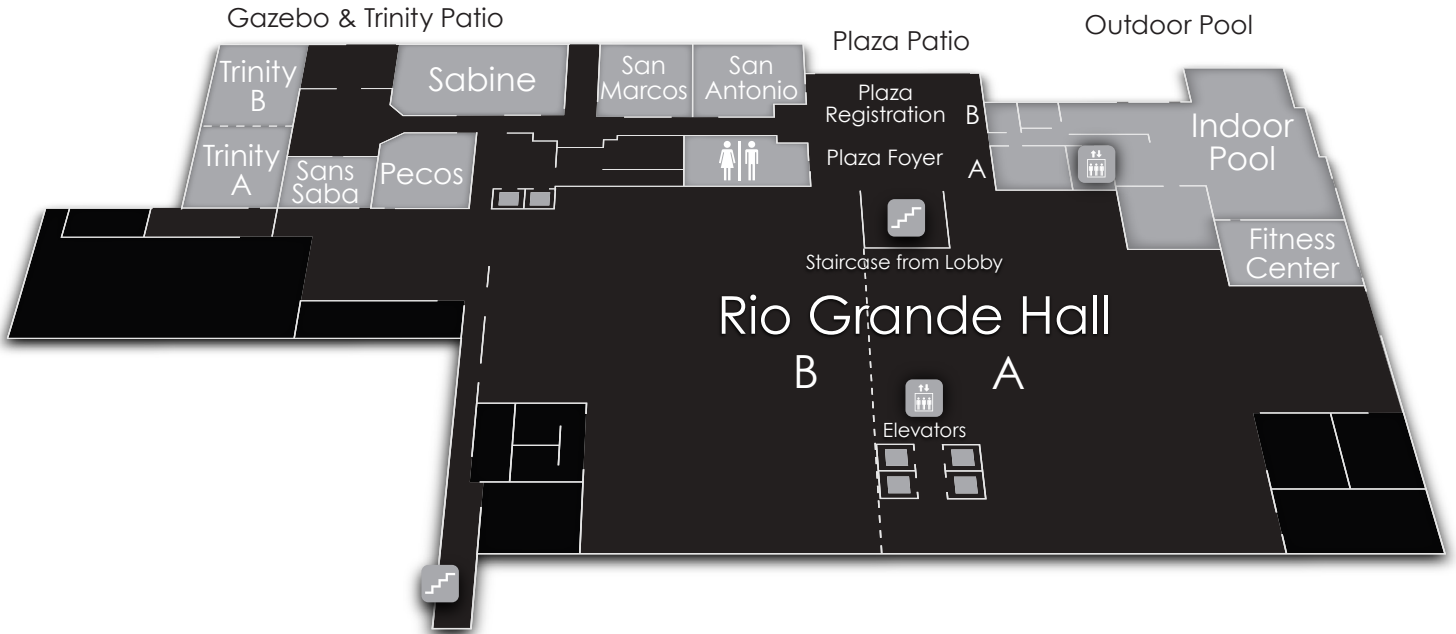 Gazebo & Trinity Patio
Plaza Patio
Outdoor Pool
Trinity
B
Sabine
San
Marcos
San
Antonio
Plaza
Registration
B
Indoor
Pool
Trinity
A
Sans
Saba
Pecos
Plaza Foyer
A
Staircase from Lobby
Fitness
Center
Rio Grande Hall
B
A
Elevators